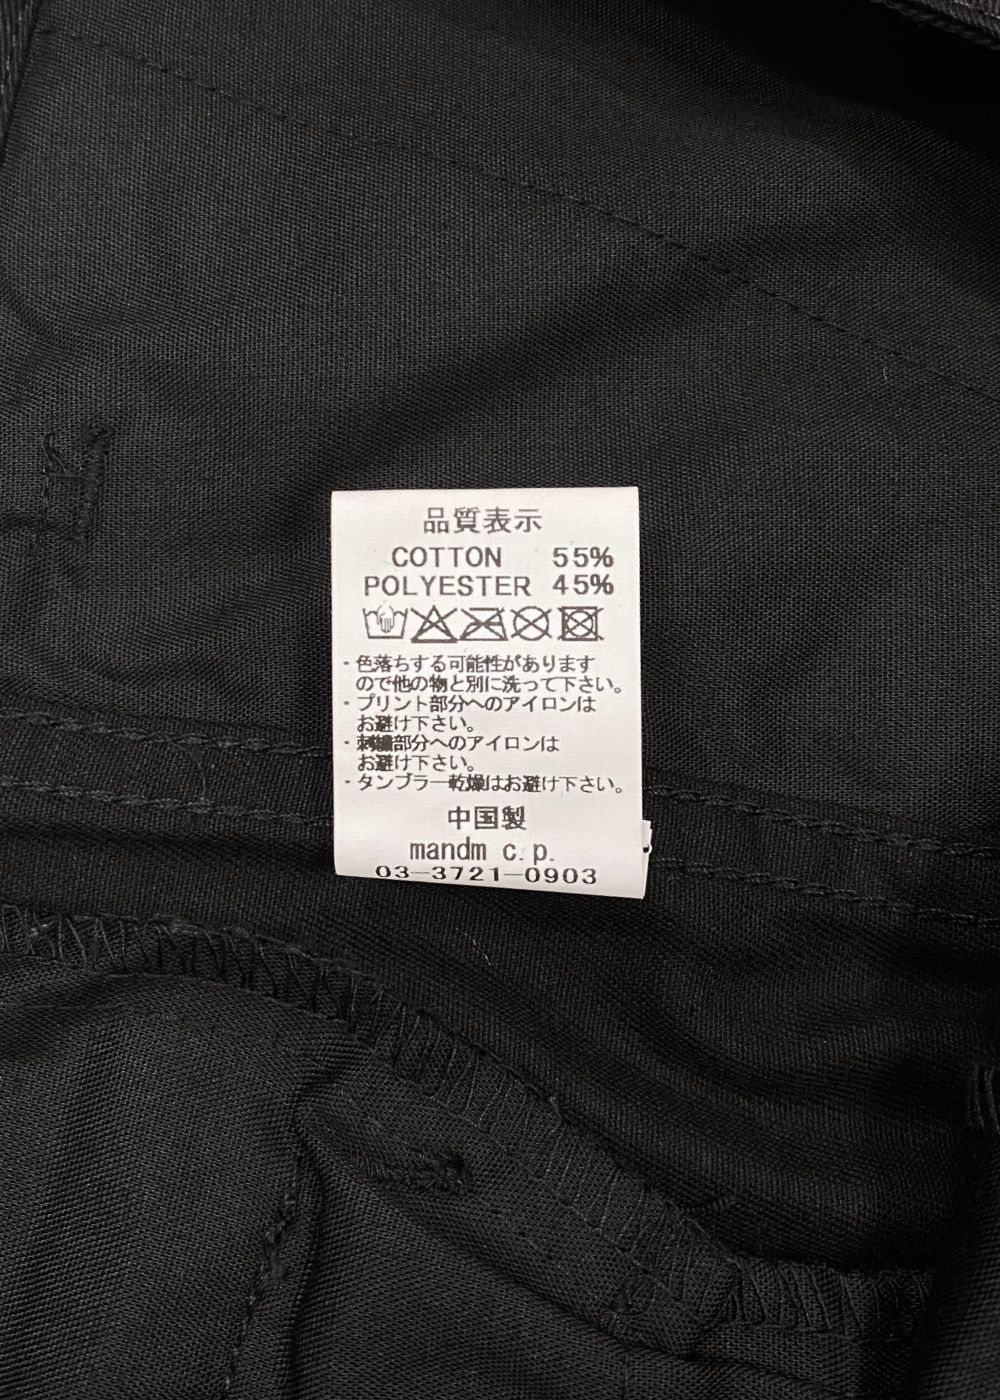 品質表示
COTTON 55%
POLYESTER 45%
・色落ちする可能性があります
ので他の物と別に洗って下さい。
・プリント部分へのアイロンは
お避け下さい。
・刺繍部分へのアイロンは
お避け下さい。
・タンブラー乾燥はお避け下さい。
中国製
mandm c.p.
03-3721-0903